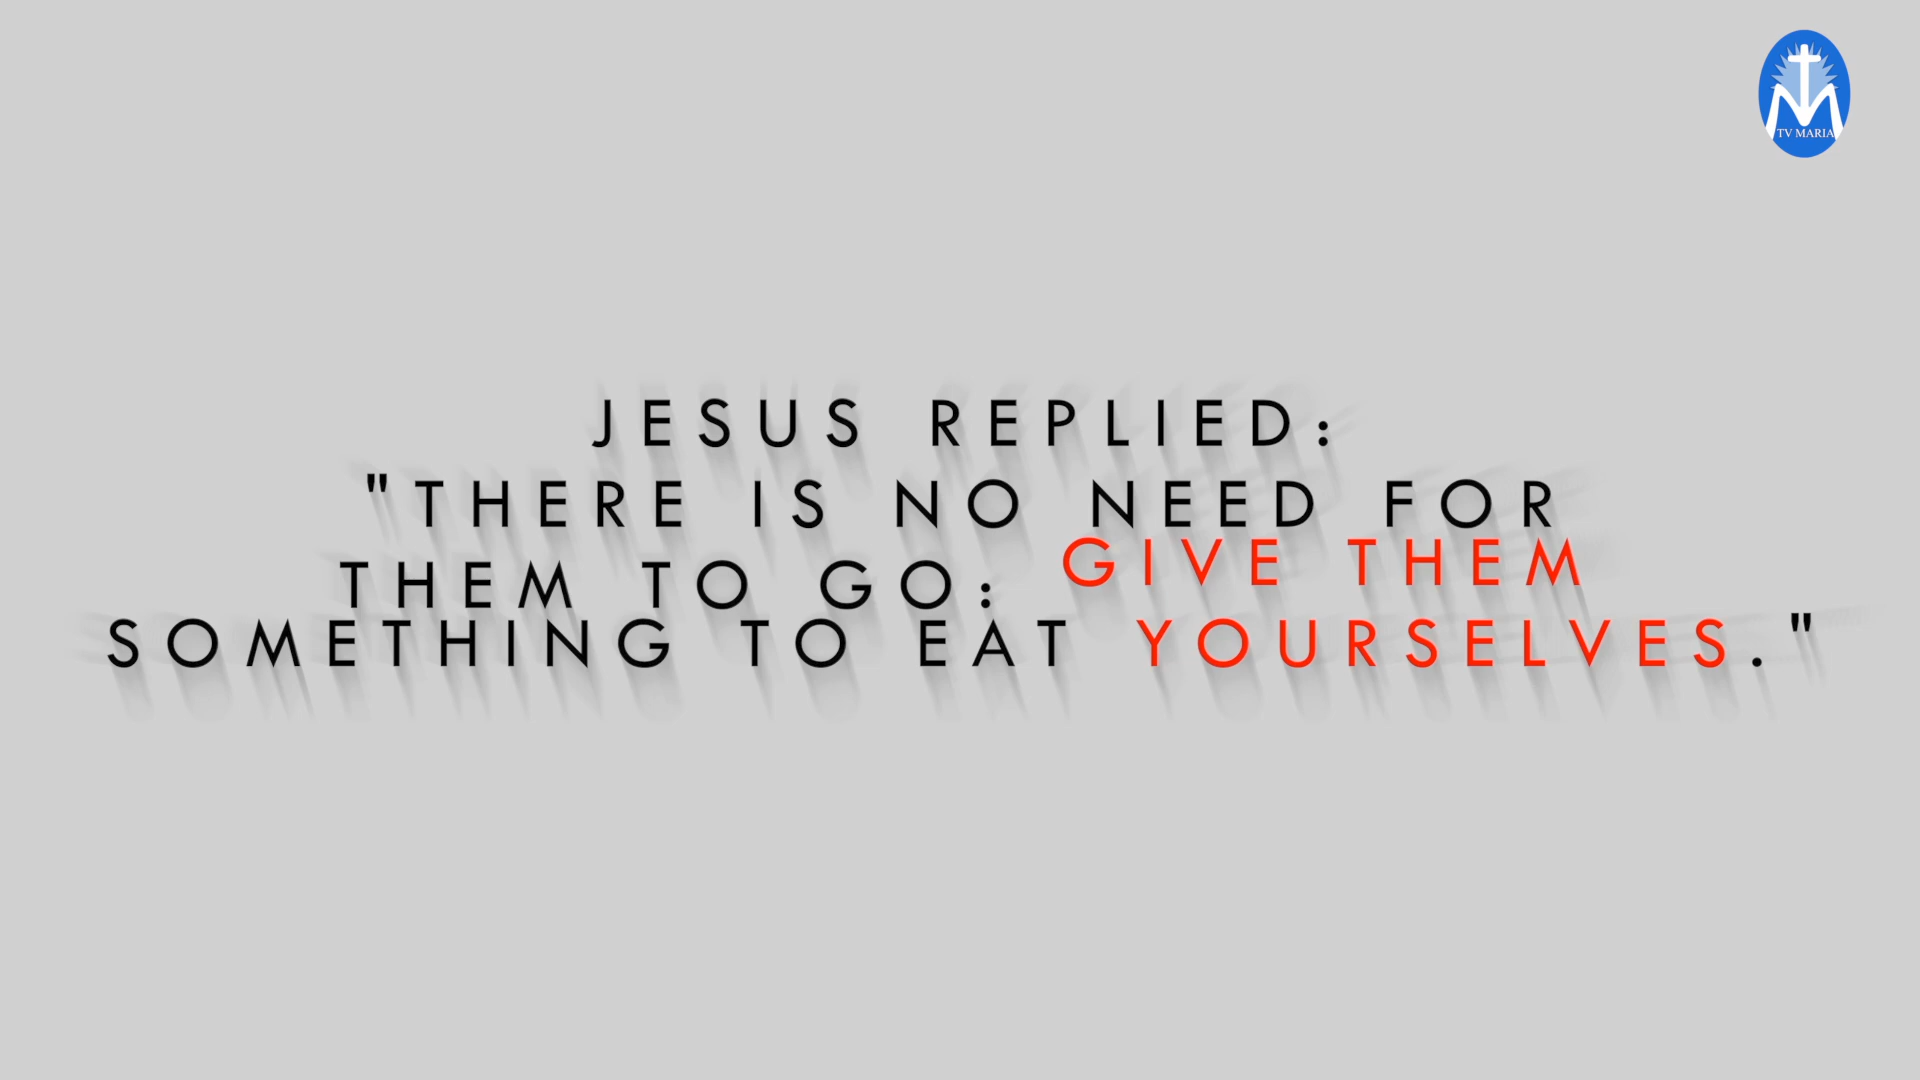 TV MARIA
JESUS REPLIED:
"THERE IS NO NEED FOR
THEM TO GO: GIVE THEM
SOMETHING TO EAT YOURSELVES."